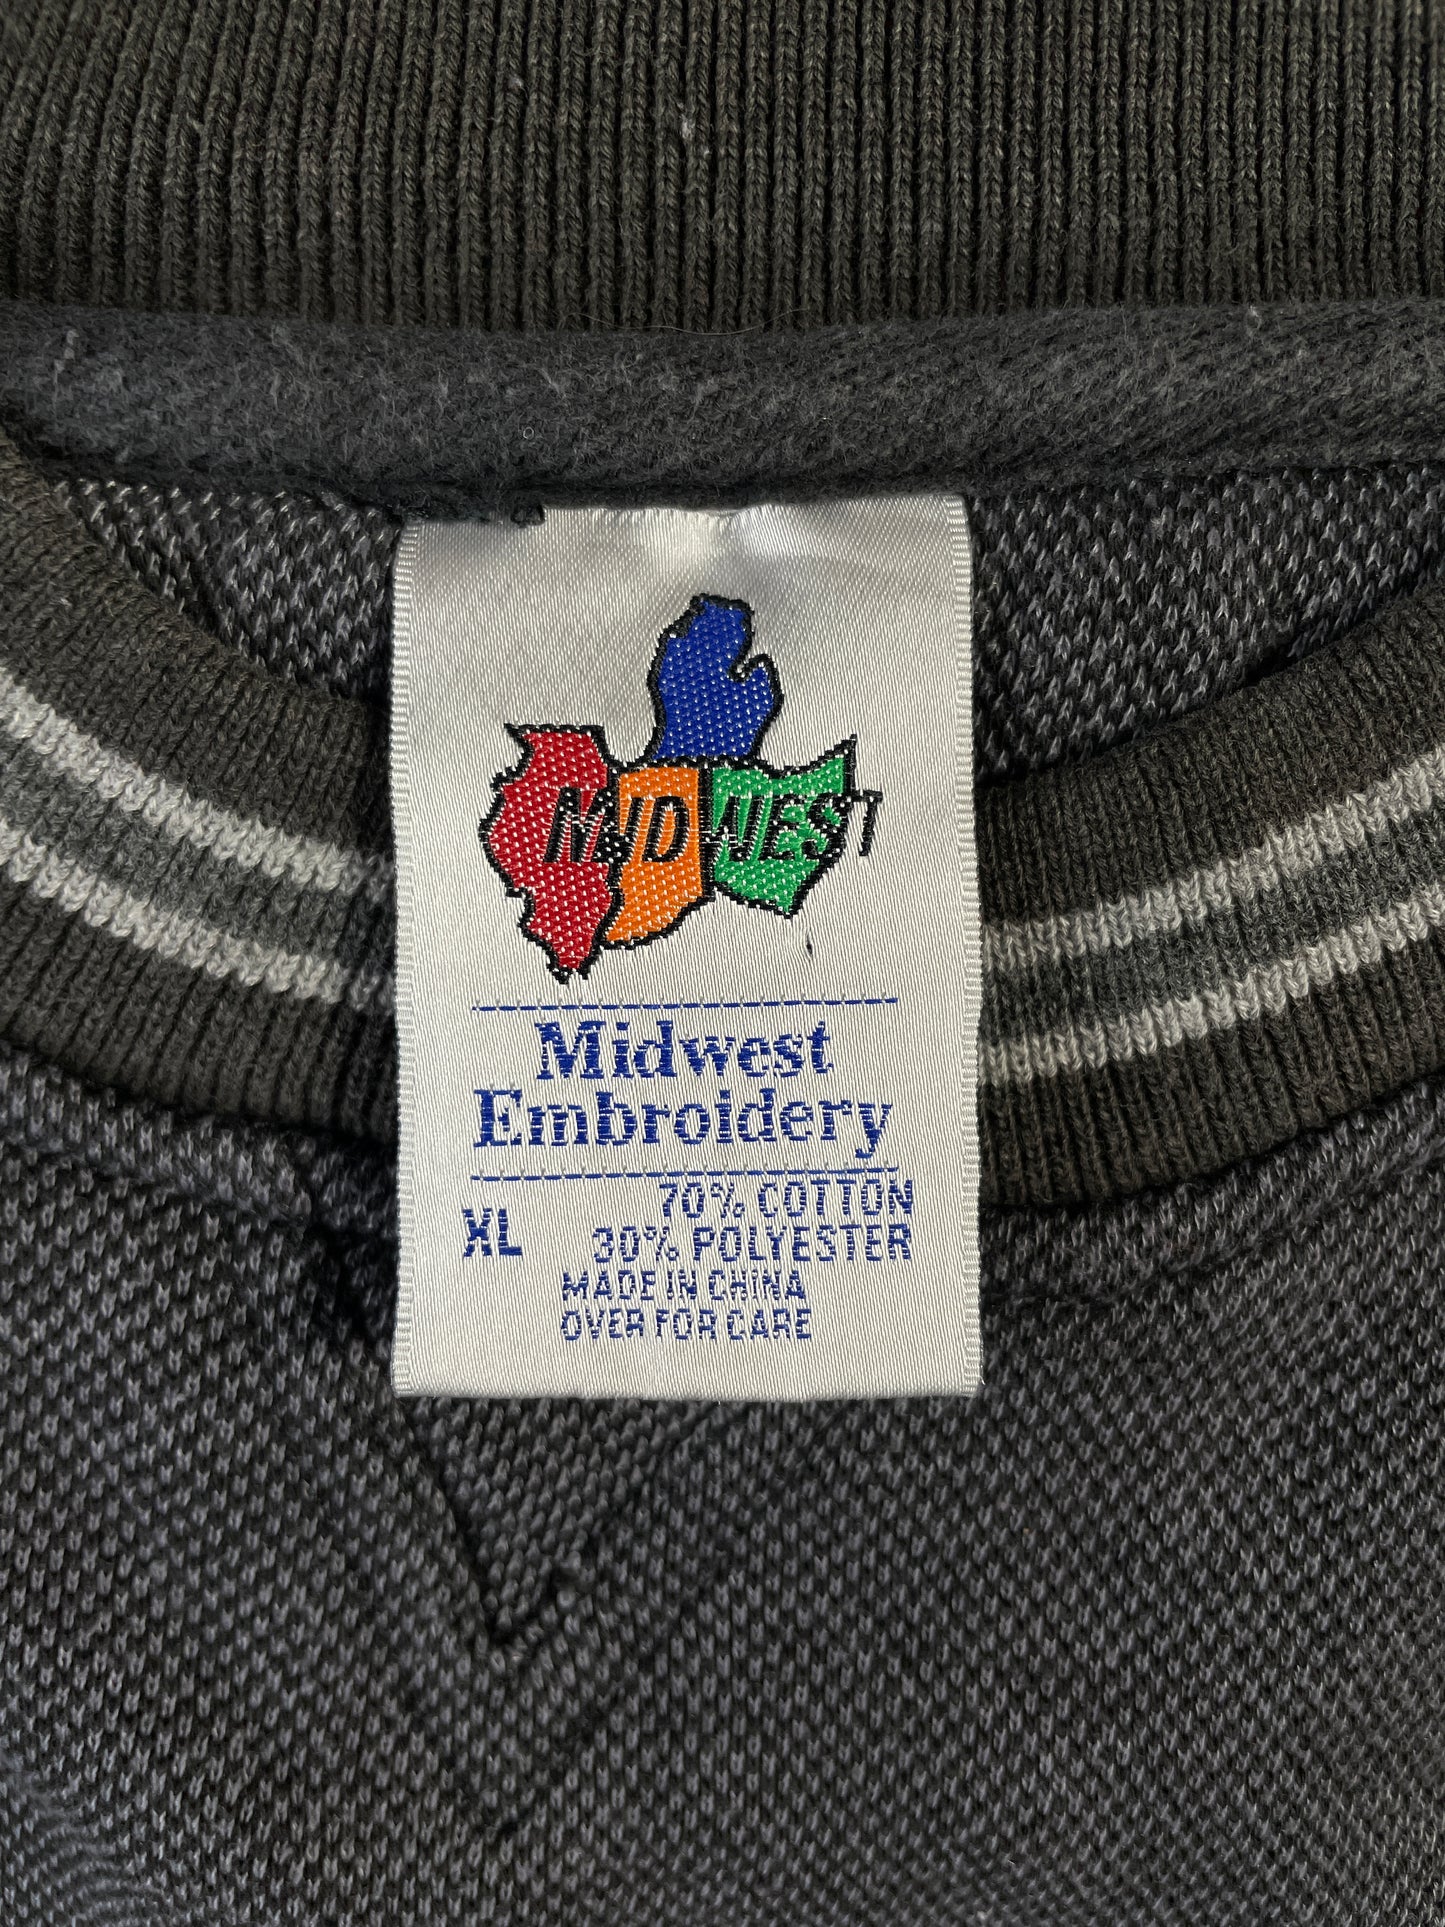 MIDWEST
Midwest
Embroidery
XL
70% COTTON
30% POLYESTER
MADE IN CHINA
OVER FOR CARE